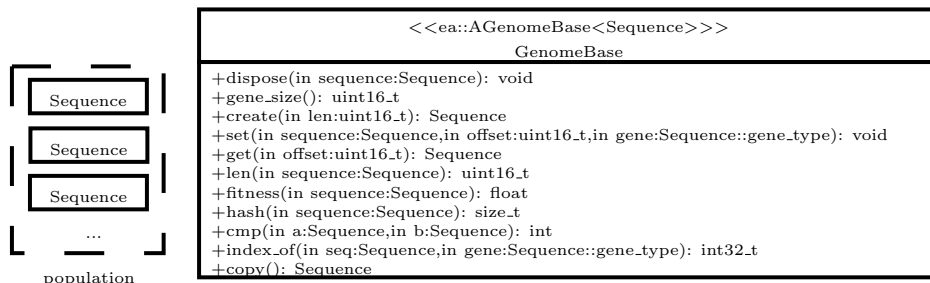 Sequence
Sequence
Sequence
...
population
<<ea::AGenomeBase<Sequence>>>
GenomeBase
+dispose(in sequence:Sequence): void
+gene_size(): uint16_t
+create(in len:uint16_t): Sequence
+set(in sequence:Sequence,in offset:uint16_t,in gene:Sequence::gene_type): void
+get(in offset:uint16_t): Sequence
+len(in sequence:Sequence): uint16_t
+fitness(in sequence:Sequence): float
+hash(in sequence:Sequence): size_t
+cmp(in a:Sequence,in b:Sequence): int
+index_of(in seq:Sequence,in gene:Sequence::gene_type): int32_t
+copy(): Sequence